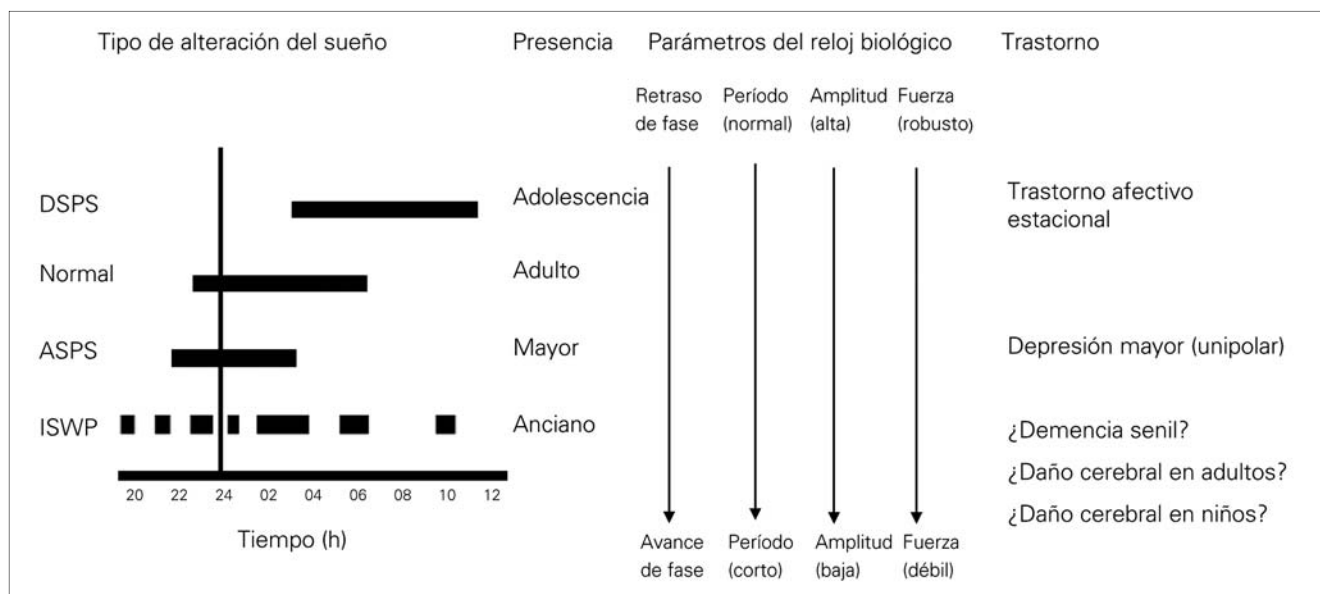 Tipo de alteración del sueño
Presencia
Parámetros del reloj biológico
Trastorno
Retraso
de fase
Período
(normal)
Amplitud
(alta)
Fuerza
(robusto)
DSPS
Adolescencia
Trastorno afectivo
estacional
Normal
Adulto
ASPS
Mayor
Depresión mayor (unipolar)
ISWP
Anciano
¿Demencia senil?
¿Daño cerebral en adultos?
¿Daño cerebral en niños?
20 22 24 02 04 06 08 10 12
Tiempo (h)
Avance
de fase
Período
(corto)
Amplitud
(baja)
Fuerza
(débil)